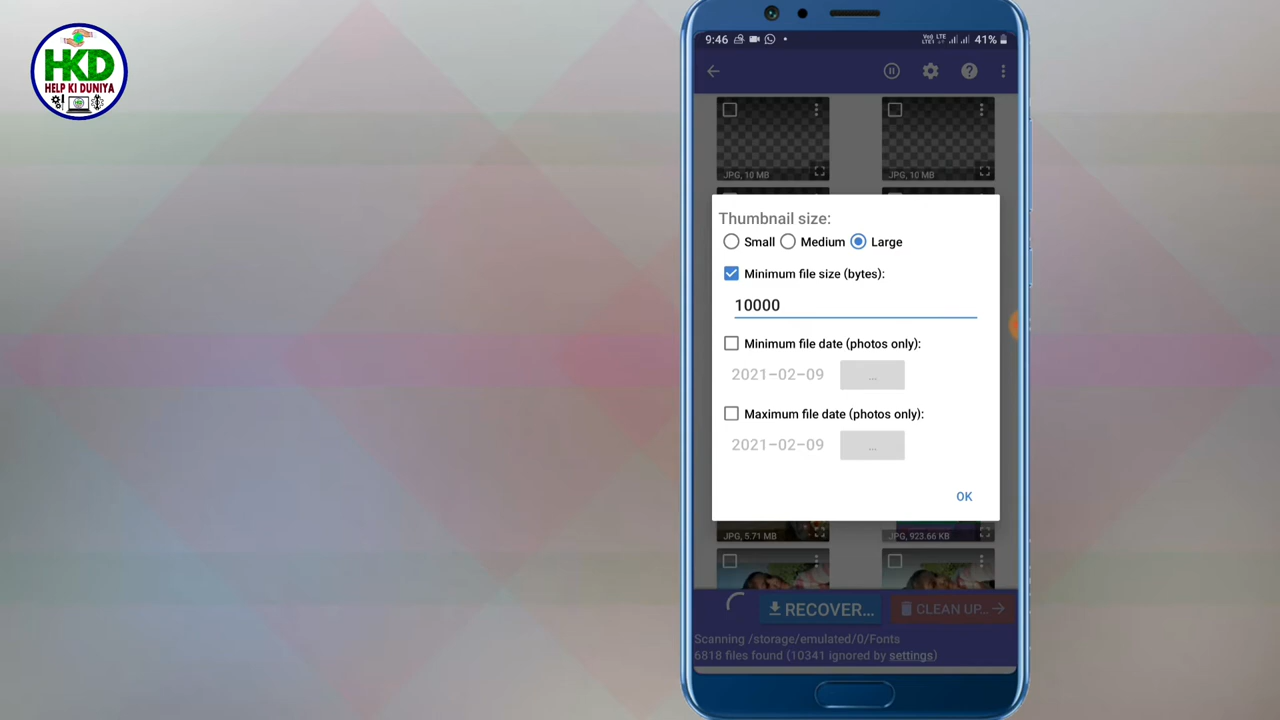 HKD
HELP KI DUNIYA
9:46
LTE
41%
JPG, 10 MB
JPG, 10 MB
Thumbnail size:
Small Medium Large
Minimum file size (bytes):
10000
Minimum file date (photos only):
2021-02-09 ...
Maximum file date (photos only):
2021-02-09 ...
OK
JPG, 5.71 MB
JPG, 923.66 KB
RECOVER...
CLEAN UP...
Scanning /storage/emulated/0/Fonts
6818 files found (10341 ignored by settings)